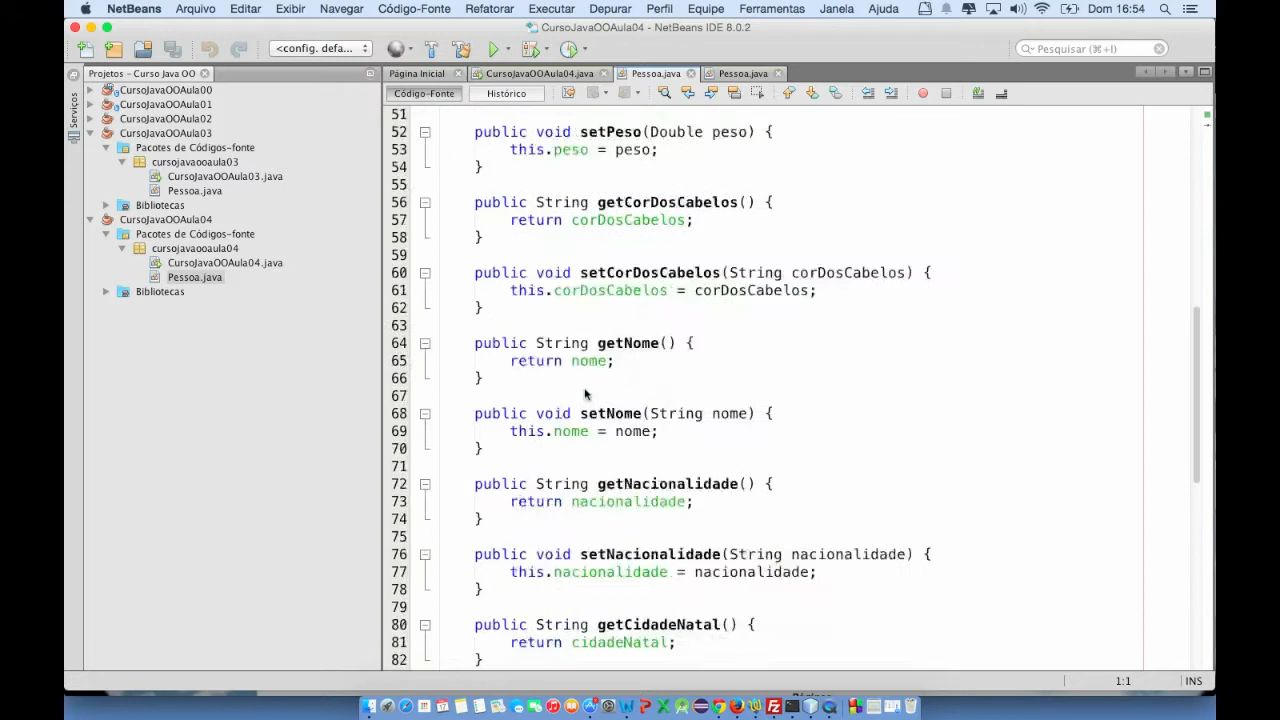 NetBeans Arquivo Editar Exibir Navegar Código-Fonte Refatorar Executar Depurar Perfil Equipe Ferramentas Janela Ajuda Dom 16:54
CursoJavaOOAula04 - NetBeans IDE 8.0.2
<config. defa... Pesquisar (⌘+I)
Projetos - Curso Java OO
Página Inicial CursoJavaOOAula04.java Pessoa.java Pessoa.java
Serviços
Código-Fonte Histórico
CursoJavaOOAula00
CursoJavaOOAula01
CursoJavaOOAula02
CursoJavaOOAula03
Pacotes de Códigos-fonte
cursojavaooaula03
CursoJavaOOAula03.java
Pessoa.java
Bibliotecas
CursoJavaOOAula04
Pacotes de Códigos-fonte
cursojavaooaula04
CursoJavaOOAula04.java
Pessoa.java
Bibliotecas
51
52 public void setPeso(Double peso) {
53 this.peso = peso;
54 }
55
56 public String getCorDosCabelos() {
57 return corDosCabelos;
58 }
59
60 public void setCorDosCabelos(String corDosCabelos) {
61 this.corDosCabelos = corDosCabelos;
62 }
63
64 public String getNome() {
65 return nome;
66 }
67
68 public void setNome(String nome) {
69 this.nome = nome;
70 }
71
72 public String getNacionalidade() {
73 return nacionalidade;
74 }
75
76 public void setNacionalidade(String nacionalidade) {
77 this.nacionalidade = nacionalidade;
78 }
79
80 public String getCidadeNatal() {
81 return cidadeNatal;
82 }
1:1 INS